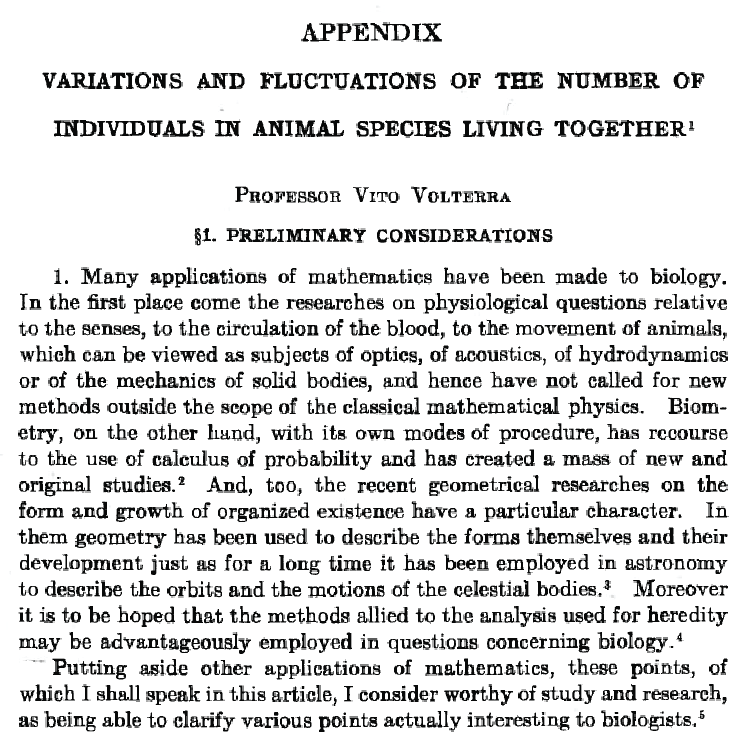 APPENDIX
VARIATIONS AND FLUCTUATIONS OF THE NUMBER OF
INDIVIDUALS IN ANIMAL SPECIES LIVING TOGETHER¹
PROFESSOR VITO VOLTERRA
§1. PRELIMINARY CONSIDERATIONS
1. Many applications of mathematics have been made to biology.
In the first place come the researches on physiological questions relative
to the senses, to the circulation of the blood, to the movement of animals,
which can be viewed as subjects of optics, of acoustics, of hydrodynamics
or of the mechanics of solid bodies, and hence have not called for new
methods outside the scope of the classical mathematical physics. Biom-
etry, on the other hand, with its own modes of procedure, has recourse
to the use of calculus of probability and has created a mass of new and
original studies.² And, too, the recent geometrical researches on the
form and growth of organized existence have a particular character. In
them geometry has been used to describe the forms themselves and their
development just as for a long time it has been employed in astronomy
to describe the orbits and the motions of the celestial bodies.³ Moreover
it is to be hoped that the methods allied to the analysis used for heredity
may be advantageously employed in questions concerning biology.⁴
Putting aside other applications of mathematics, these points, of
which I shall speak in this article, I consider worthy of study and research,
as being able to clarify various points actually interesting to biologists.⁵